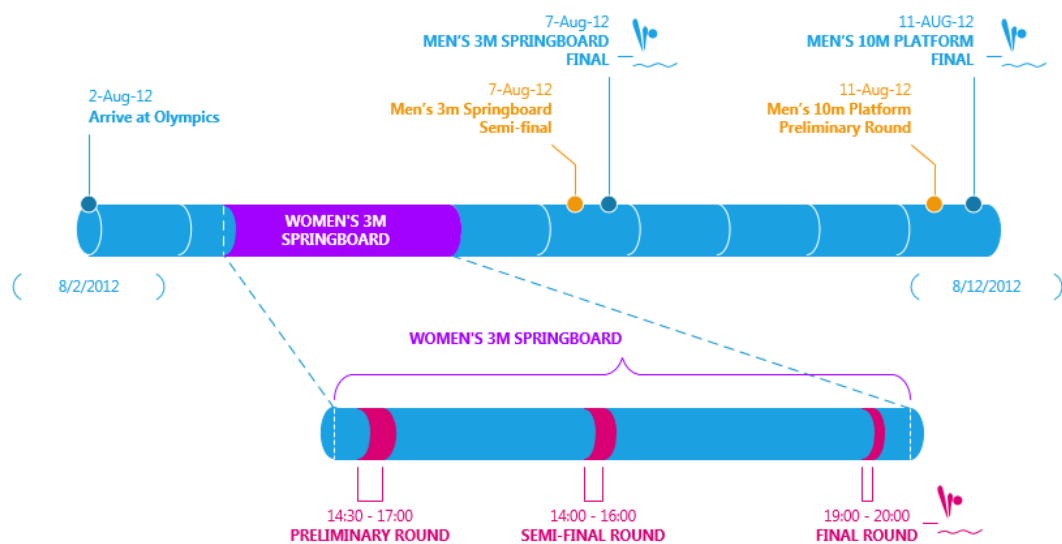 7-Aug-12
MEN'S 3M SPRINGBOARD
FINAL
11-AUG-12
MEN'S 10M PLATFORM
FINAL
2-Aug-12
Arrive at Olympics
7-Aug-12
Men's 3m Springboard
Semi-final
11-Aug-12
Men's 10m Platform
Preliminary Round
WOMEN'S 3M
SPRINGBOARD
8/2/2012
8/12/2012
WOMEN'S 3M SPRINGBOARD
14:30 - 17:00
PRELIMINARY ROUND
14:00 - 16:00
SEMI-FINAL ROUND
19:00 - 20:00
FINAL ROUND